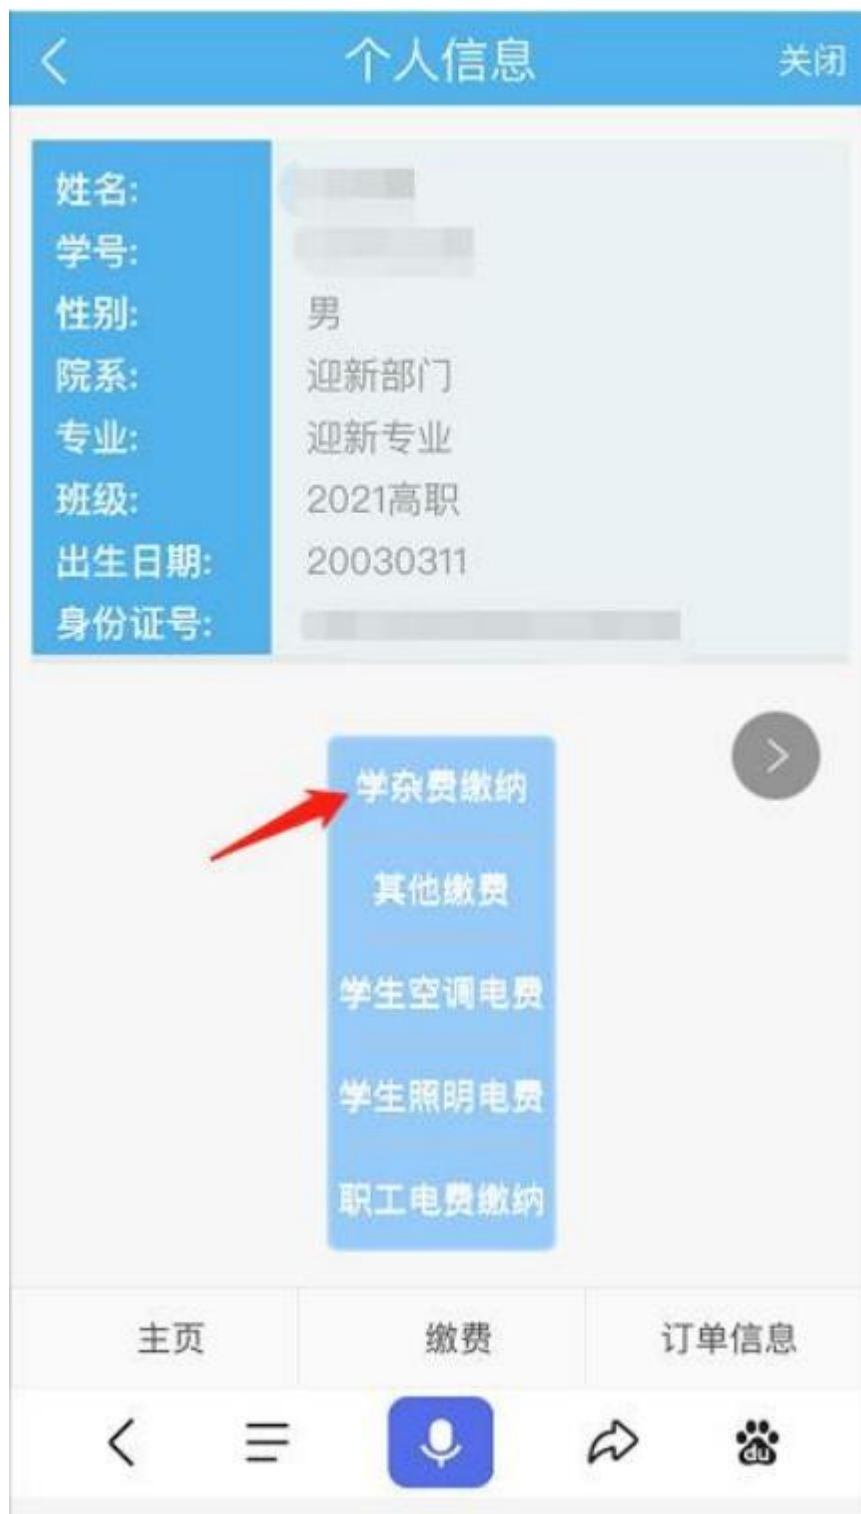 个人信息 关闭
姓名:
学号:
性别: 男
院系: 迎新部门
专业: 迎新专业
班级: 2021高职
出生日期: 20030311
身份证号:
学杂费缴纳
其他缴费
学生空调电费
学生照明电费
职工电费缴纳
主页 缴费 订单信息
du